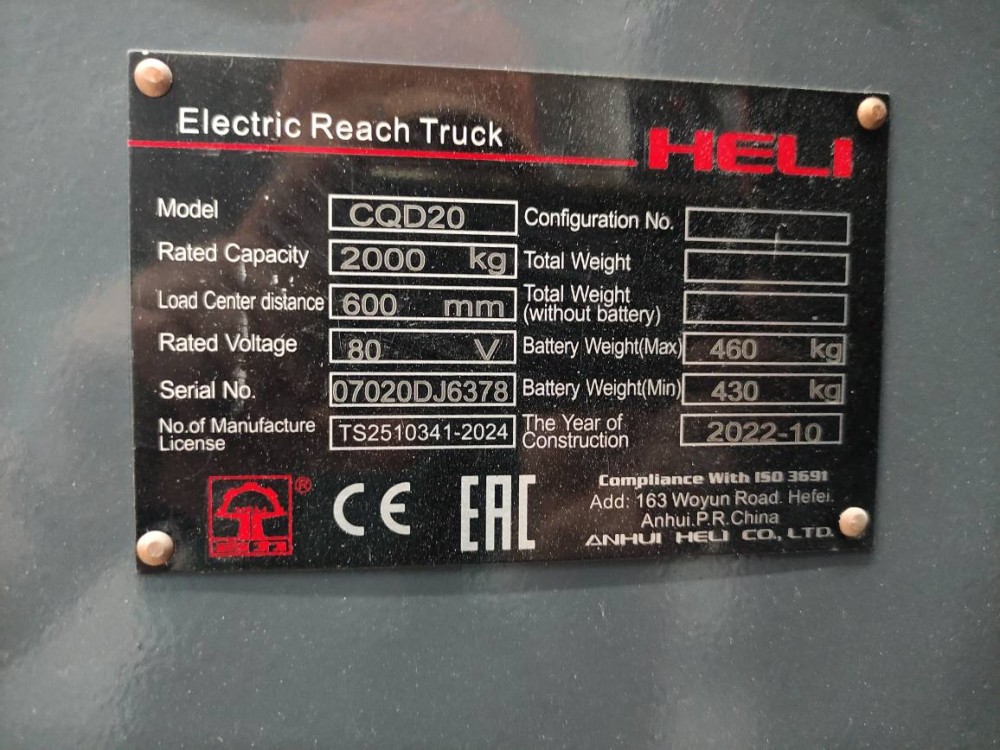 Electric Reach Truck
HELI
Model CQD20 Configuration No.
Rated Capacity 2000 kg Total Weight
Load Center distance 600 mm Total Weight (without battery)
Rated Voltage 80 V Battery Weight(Max) 460 kg
Serial No. 07020DJ6378 Battery Weight(Min) 430 kg
No.of Manufacture License TS2510341-2024 The Year of Construction 2022-10
® CE EAC
Compliance With ISO 3691
Add: 163 Woyun Road. Hefei.
Anhui.P.R.China
ANHUI HELI CO., LTD.